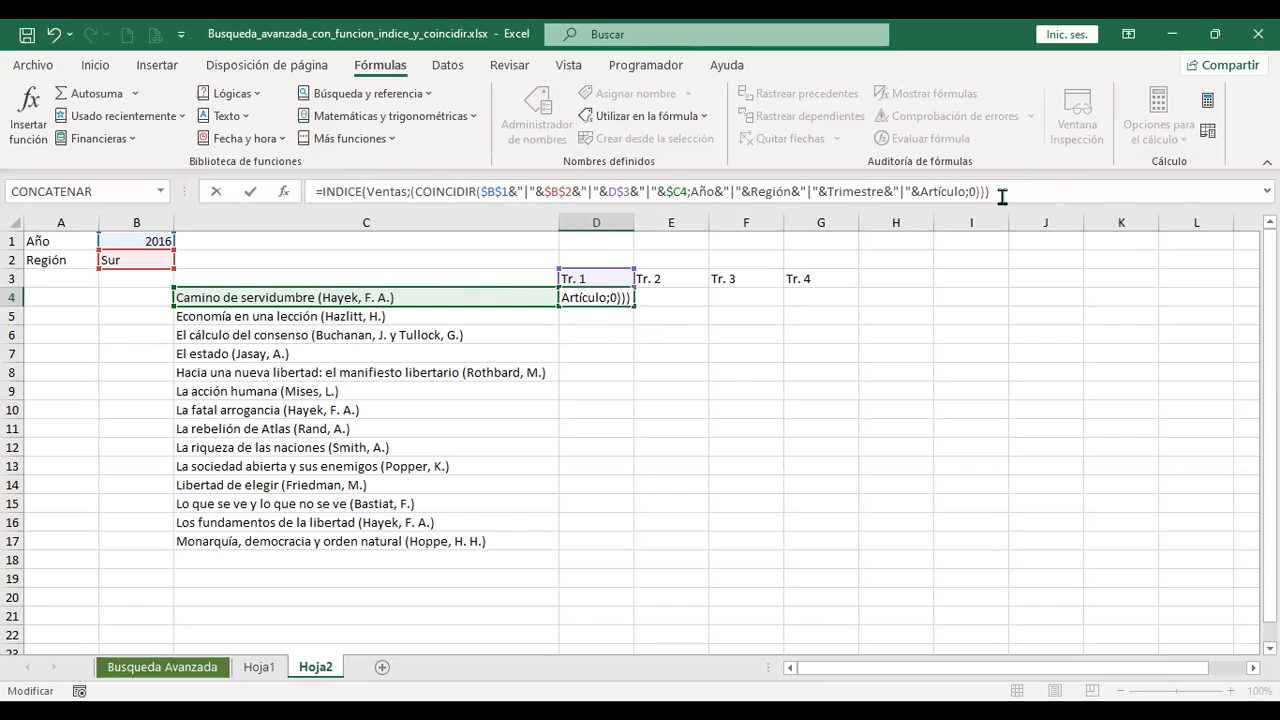 Busqueda_avanzada_con_funcion_indice_y_coincidir.xlsx - Excel
Buscar
Inic. ses.
Archivo Inicio Insertar Disposición de página Fórmulas Datos Revisar Vista Programador Ayuda
Compartir
Insertar función
Autosuma
Usado recientemente
Financieras
Lógicas
Texto
Fecha y hora
Búsqueda y referencia
Matemáticas y trigonométricas
Más funciones
Biblioteca de funciones
Administrador de nombres
Asignar nombre
Utilizar en la fórmula
Crear desde la selección
Nombres definidos
Rastrear precedentes
Rastrear dependientes
Quitar flechas
Mostrar fórmulas
Comprobación de errores
Evaluar fórmula
Auditoría de fórmulas
Ventana Inspección
Opciones para el cálculo
Cálculo
CONCATENAR
fx
=INDICE(Ventas;(COINCIDIR($B$1&"|"&$B$2&"|"&D$3&"|"&$C4;Año&"|"&Región&"|"&Trimestre&"|"&Artículo;0)))
A B C D E F G H I J K L
1 Año 2016
2 Región Sur
3 Tr. 1 Tr. 2 Tr. 3 Tr. 4
4 Camino de servidumbre (Hayek, F. A.) Artículo;0)))
5 Economía en una lección (Hazlitt, H.)
6 El cálculo del consenso (Buchanan, J. y Tullock, G.)
7 El estado (Jasay, A.)
8 Hacia una nueva libertad: el manifiesto libertario (Rothbard, M.)
9 La acción humana (Mises, L.)
10 La fatal arrogancia (Hayek, F. A.)
11 La rebelión de Atlas (Rand, A.)
12 La riqueza de las naciones (Smith, A.)
13 La sociedad abierta y sus enemigos (Popper, K.)
14 Libertad de elegir (Friedman, M.)
15 Lo que se ve y lo que no se ve (Bastiat, F.)
16 Los fundamentos de la libertad (Hayek, F. A.)
17 Monarquía, democracia y orden natural (Hoppe, H. H.)
18
19
20
21
22
23
Busqueda Avanzada Hoja1 Hoja2
Modificar
100%